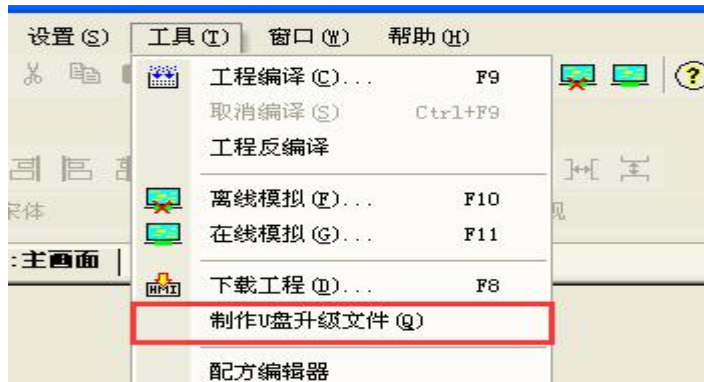 设置(S) 工具(T) 窗口(W) 帮助(H)
工程编译(C)... F9
取消编译(S) Ctrl+F9
工程反编译
离线模拟(F)... F10
在线模拟(G)... F11
:主画面
HMI 下载工程(D)... F8
制作U盘升级文件(Q)
配方编辑器